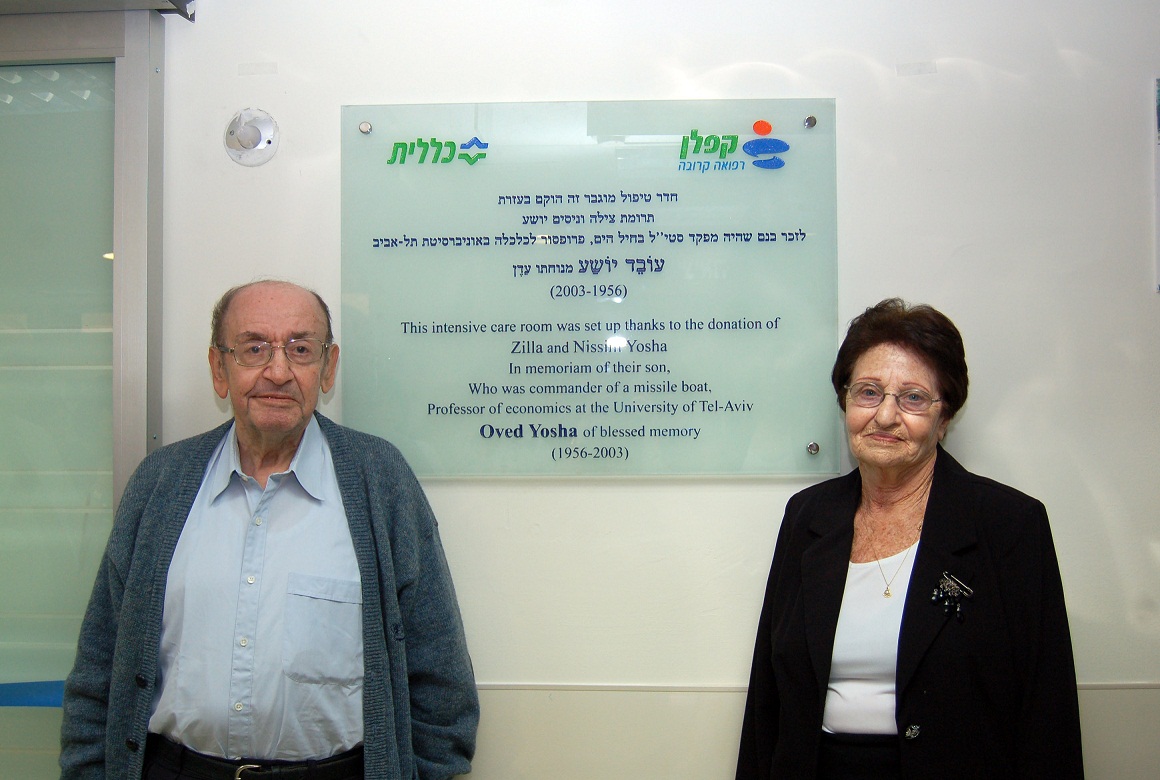 כללית
קפלן
רפואה קרובה
חדר טיפול מוגבר זה הוקם בעזרת
תרומת צילה וניסים יושע
לזכר בנם שהיה מפקד סטי''ל בחיל הים, פרופסור לכלכלה באוניברסיטת תל-אביב
עוֹבֵד יוֹשֻׁע מנוחתו עֵדֶן
(2003-1956)
This intensive care room was set up thanks to the donation of
Zilla and Nissim Yosha
In memoriam of their son,
Who was commander of a missile boat,
Professor of economics at the University of Tel-Aviv
Oved Yosha of blessed memory
(1956-2003)